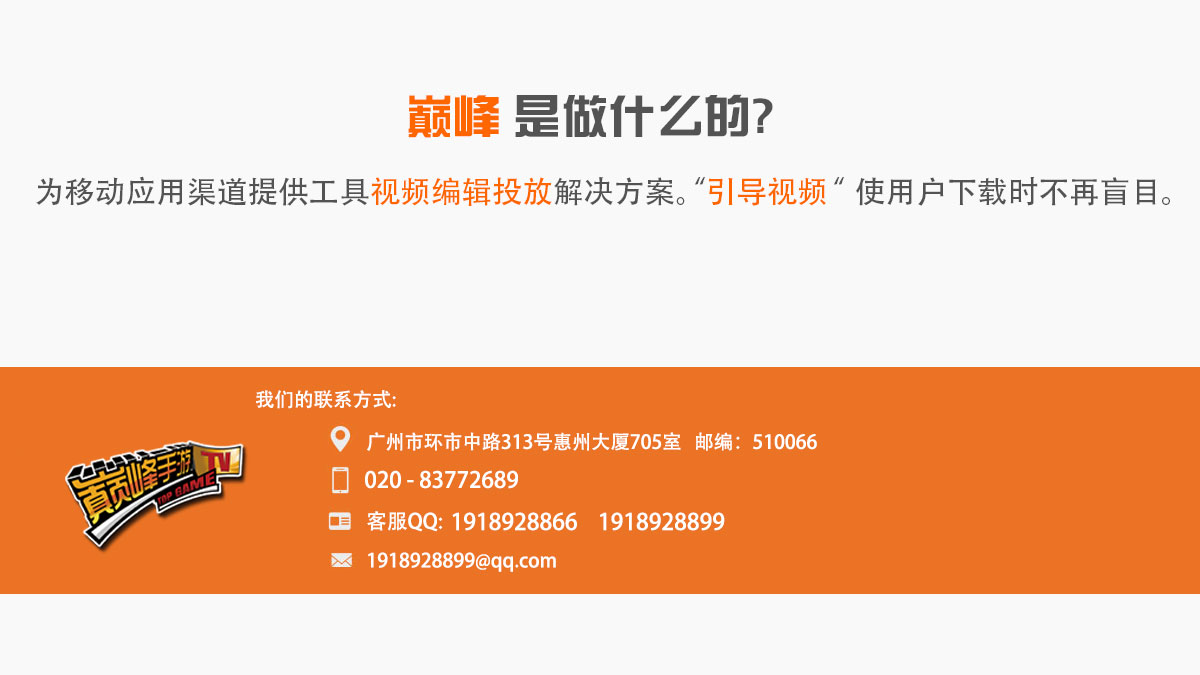 巅峰 是做什么的?
为移动应用渠道提供工具视频编辑投放解决方案。“引导视频“ 使用户下载时不再盲目。
我们的联系方式:
广州市环市中路313号惠州大厦705室 邮编：510066
巅峰手游TV
TOP GAME
020 - 83772689
客服QQ: 1918928866 1918928899
1918928899@qq.com